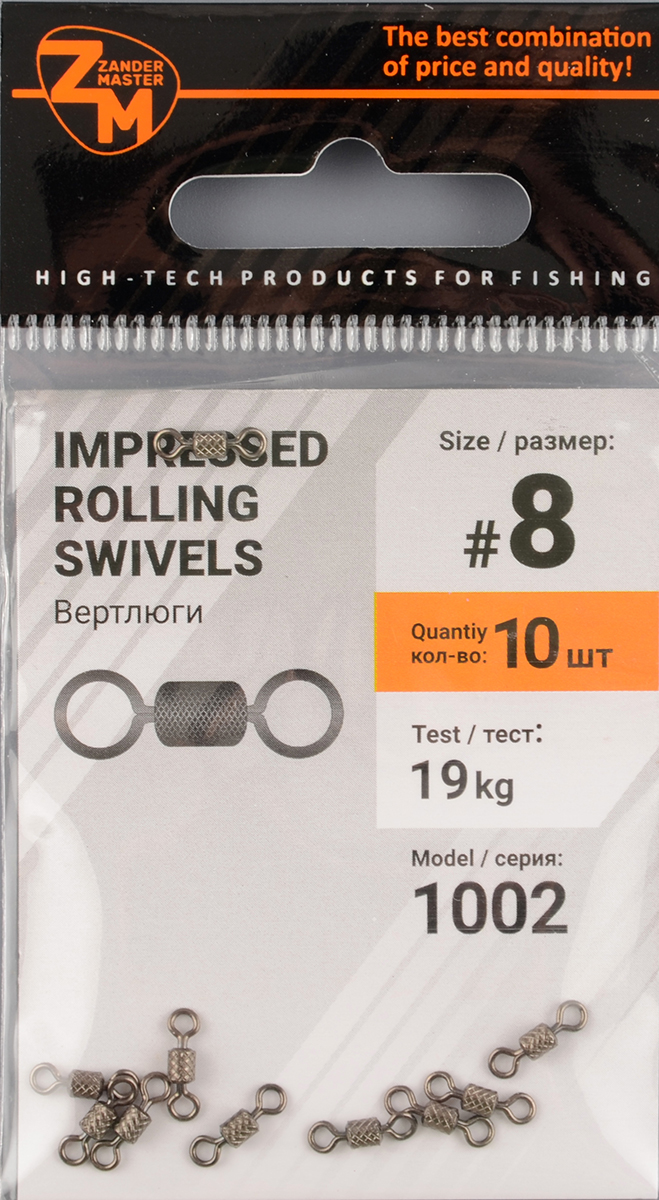 ZM
ZANDER
MASTER
The best combination
of price and quality!
HIGH-TECH PRODUCTS FOR FISHING
IMPRESSED
ROLLING
SWIVELS
Вертлюги
Size / размер:
#8
Quantiy
кол-во: 10 шт
Test / тест:
19 kg
Model / серия:
1002